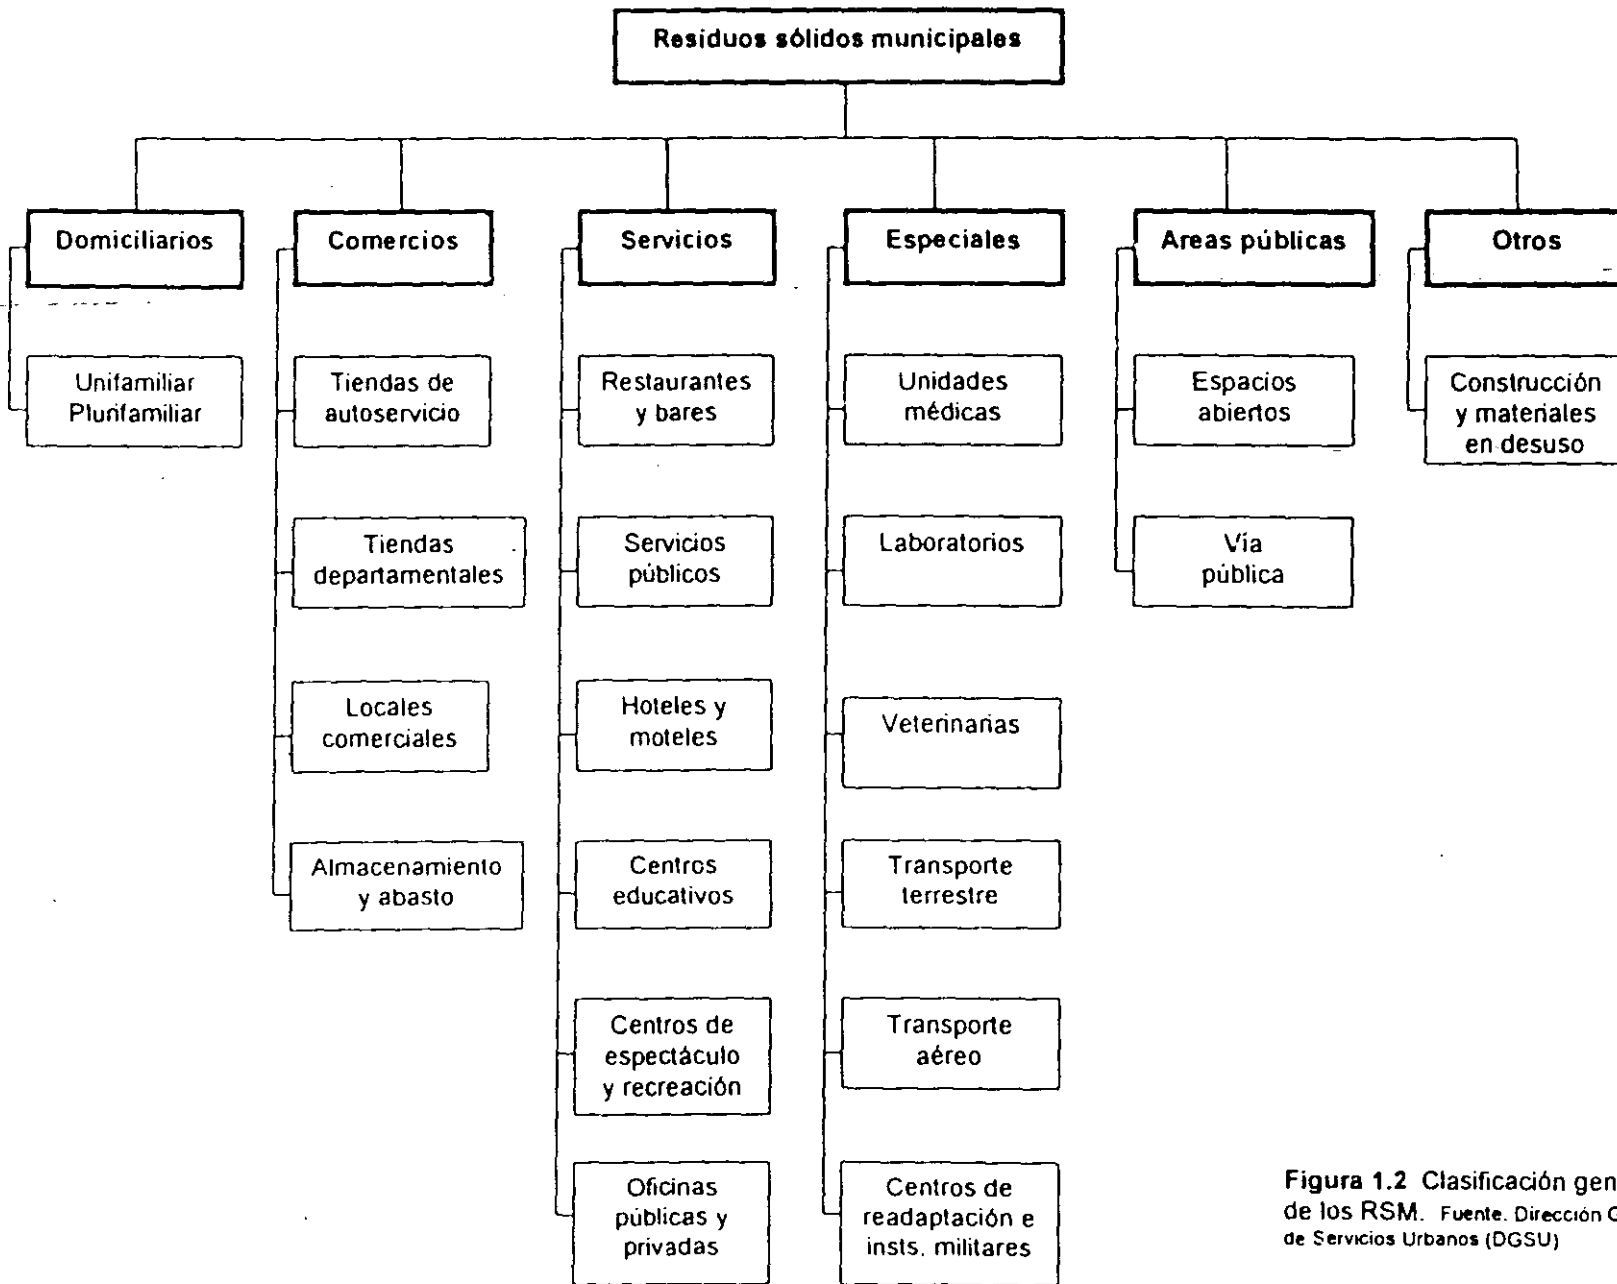 Residuos sólidos municipales
Domiciliarios
Unifamiliar
Plurifamiliar
Comercios
Tiendas de
autoservicio
Tiendas
departamentales
Locales
comerciales
Almacenamiento
y abasto
Servicios
Restaurantes
y bares
Servicios
públicos
Hoteles y
moteles
Centros
educativos
Centros de
espectáculo
y recreación
Oficinas
públicas y
privadas
Especiales
Unidades
médicas
Laboratorios
Veterinarias
Transporte
terrestre
Transporte
aéreo
Centros de
readaptación e
insts. militares
Areas públicas
Espacios
abiertos
Vía
pública
Otros
Construcción
y materiales
en desuso
Figura 1.2 Clasificación gen
de los RSM. Fuente. Dirección G
de Servicios Urbanos (DGSU)